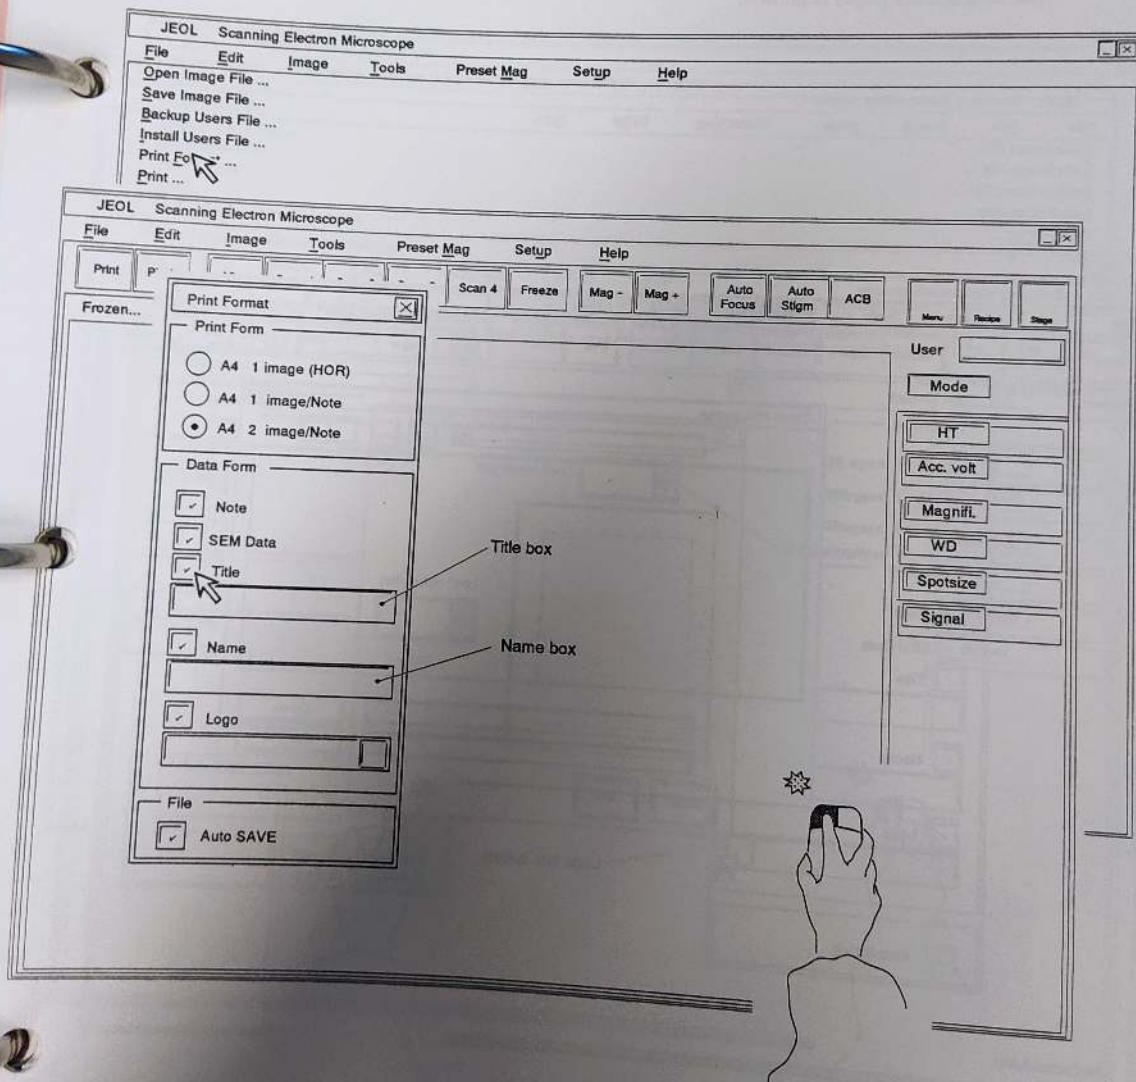 JEOL Scanning Electron Microscope
File Edit Image Tools Preset Mag Setup Help
Open Image File ...
Save Image File ...
Backup Users File ...
Install Users File ...
Print ...
Print ...
JEOL Scanning Electron Microscope
File Edit Image Tools Preset Mag Setup Help
Print Scan 4 Freeze Mag - Mag + Auto Focus Auto Stigm ACB Menu Recipe Stage
Frozen...
Print Format
Print Form
A4 1 image (HOR)
A4 1 image/Note
A4 2 image/Note
Data Form
Note
SEM Data
Title
Title box
Name
Name box
Logo
File
Auto SAVE
User
Mode
HT
Acc. volt
Magnifi.
WD
Spotsize
Signal